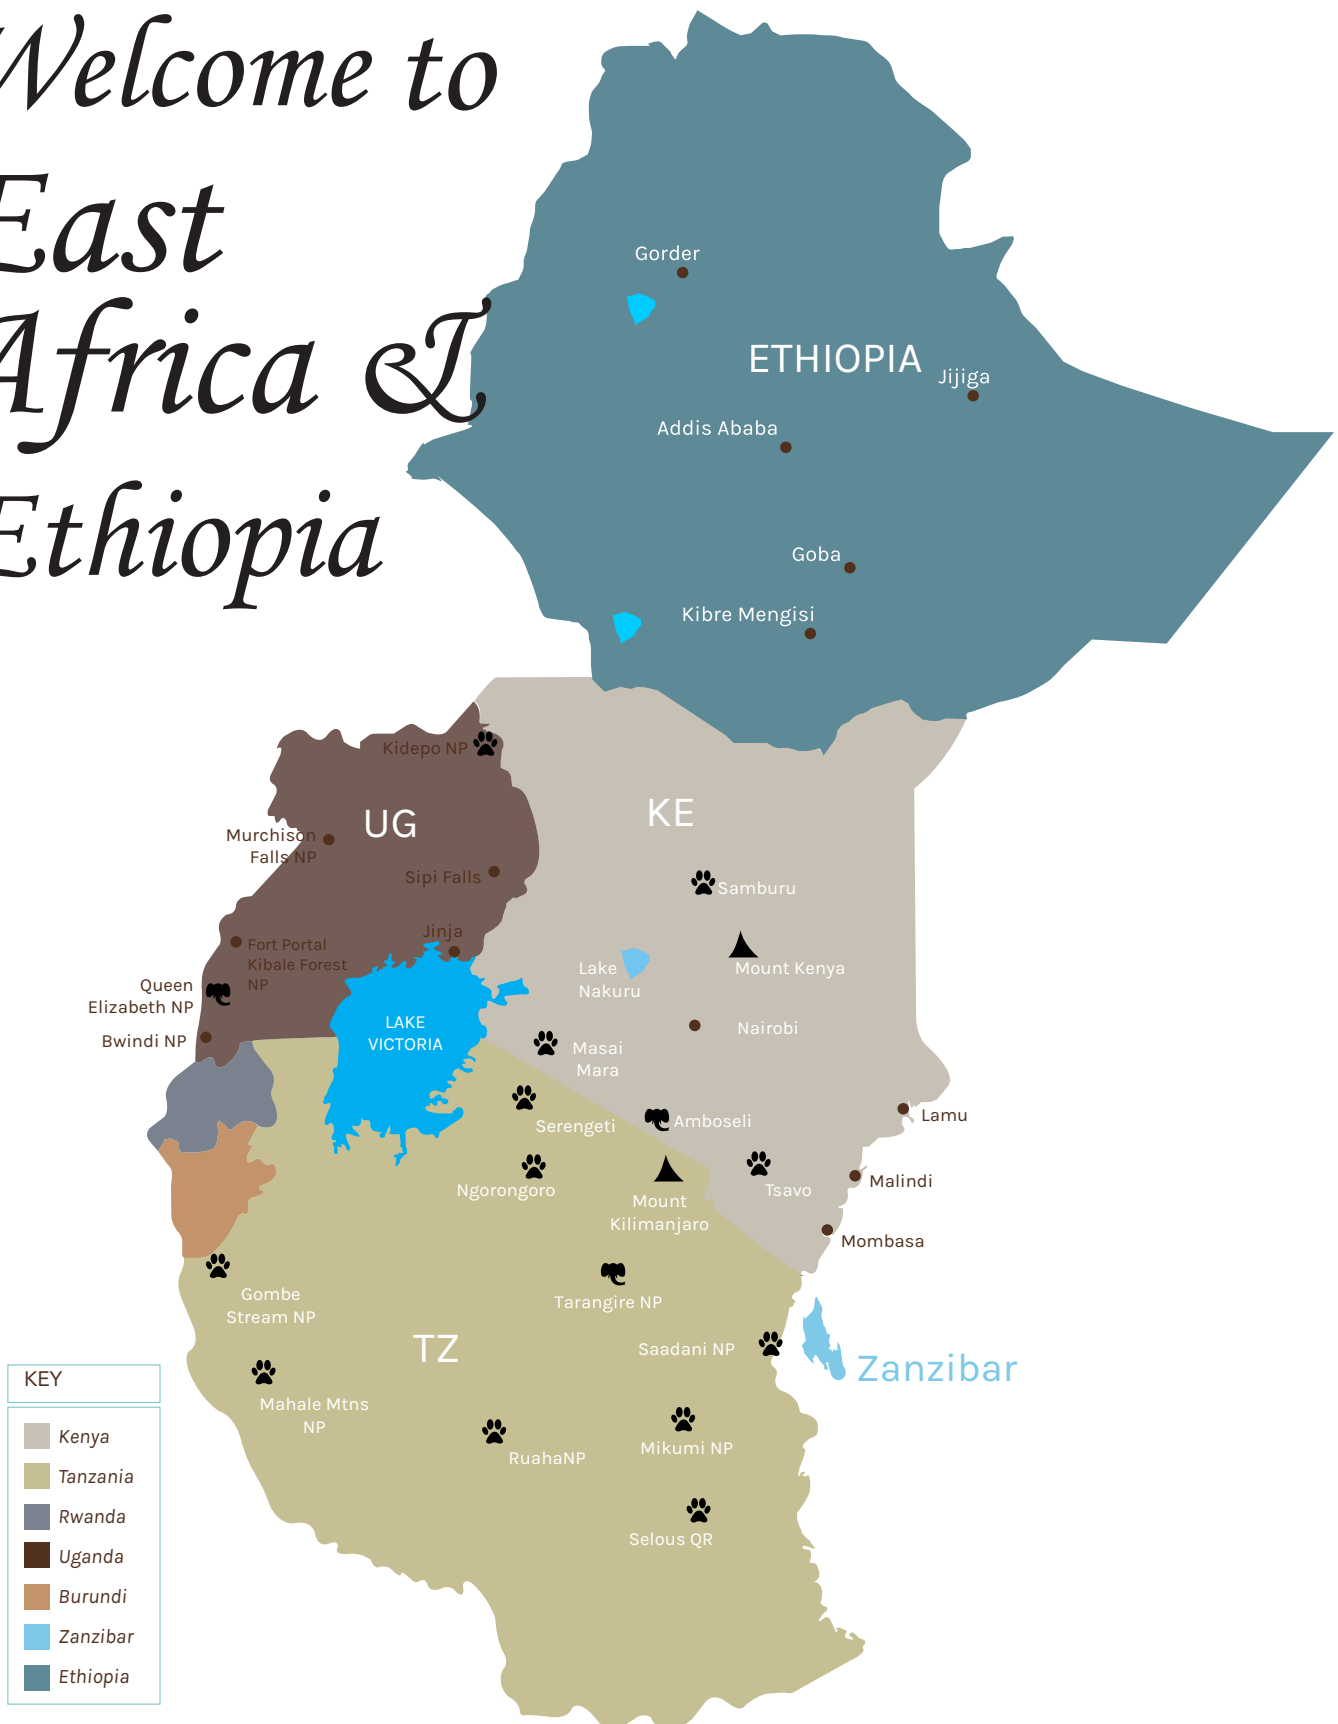 Welcome to
East
Africa &
Ethiopia
Gorder
ETHIOPIA
Jijiga
Addis Ababa
Goba
Kibre Mengisi
Kidepo NP
UG
KE
Murchison
Falls NP
Sipi Falls
Samburu
Jinja
Fort Portal
Kibale Forest
NP
Lake
Nakuru
Mount Kenya
Queen
Elizabeth NP
LAKE
VICTORIA
Nairobi
Bwindi NP
Masai
Mara
Serengeti
Amboseli
Lamu
Ngorongoro
Mount
Kilimanjaro
Tsavo
Malindi
Mombasa
Gombe
Stream NP
Tarangire NP
TZ
Saadani NP
Zanzibar
Mahale Mtns
NP
RuahaNP
Mikumi NP
Selous QR
KEY
Kenya
Tanzania
Rwanda
Uganda
Burundi
Zanzibar
Ethiopia